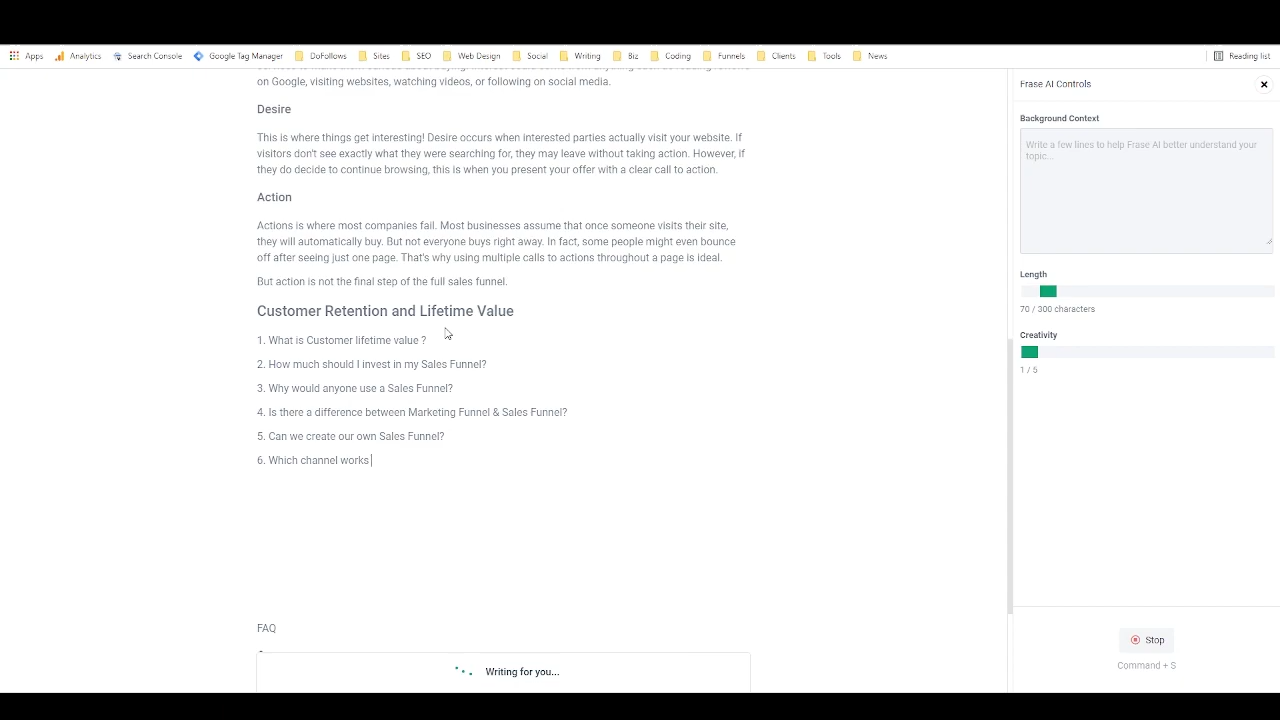 Apps Analytics Search Console Google Tag Manager DoFollows Sites SEO Web Design Social Writing Biz Coding Funnels Clients Tools News Reading list
on Google, visiting websites, watching videos, or following on social media.
Desire
This is where things get interesting! Desire occurs when interested parties actually visit your website. If
visitors don't see exactly what they were searching for, they may leave without taking action. However, if
they do decide to continue browsing, this is when you present your offer with a clear call to action.
Action
Actions is where most companies fail. Most businesses assume that once someone visits their site,
they will automatically buy. But not everyone buys right away. In fact, some people might even bounce
off after seeing just one page. That's why using multiple calls to actions throughout a page is ideal.
But action is not the final step of the full sales funnel.
Customer Retention and Lifetime Value
1. What is Customer lifetime value ?
2. How much should I invest in my Sales Funnel?
3. Why would anyone use a Sales Funnel?
4. Is there a difference between Marketing Funnel & Sales Funnel?
5. Can we create our own Sales Funnel?
6. Which channel works
FAQ
Writing for you...
Frase AI Controls
Background Context
Write a few lines to help Frase AI better understand your
topic...
Length
70 / 300 characters
Creativity
1 / 5
Stop
Command + S